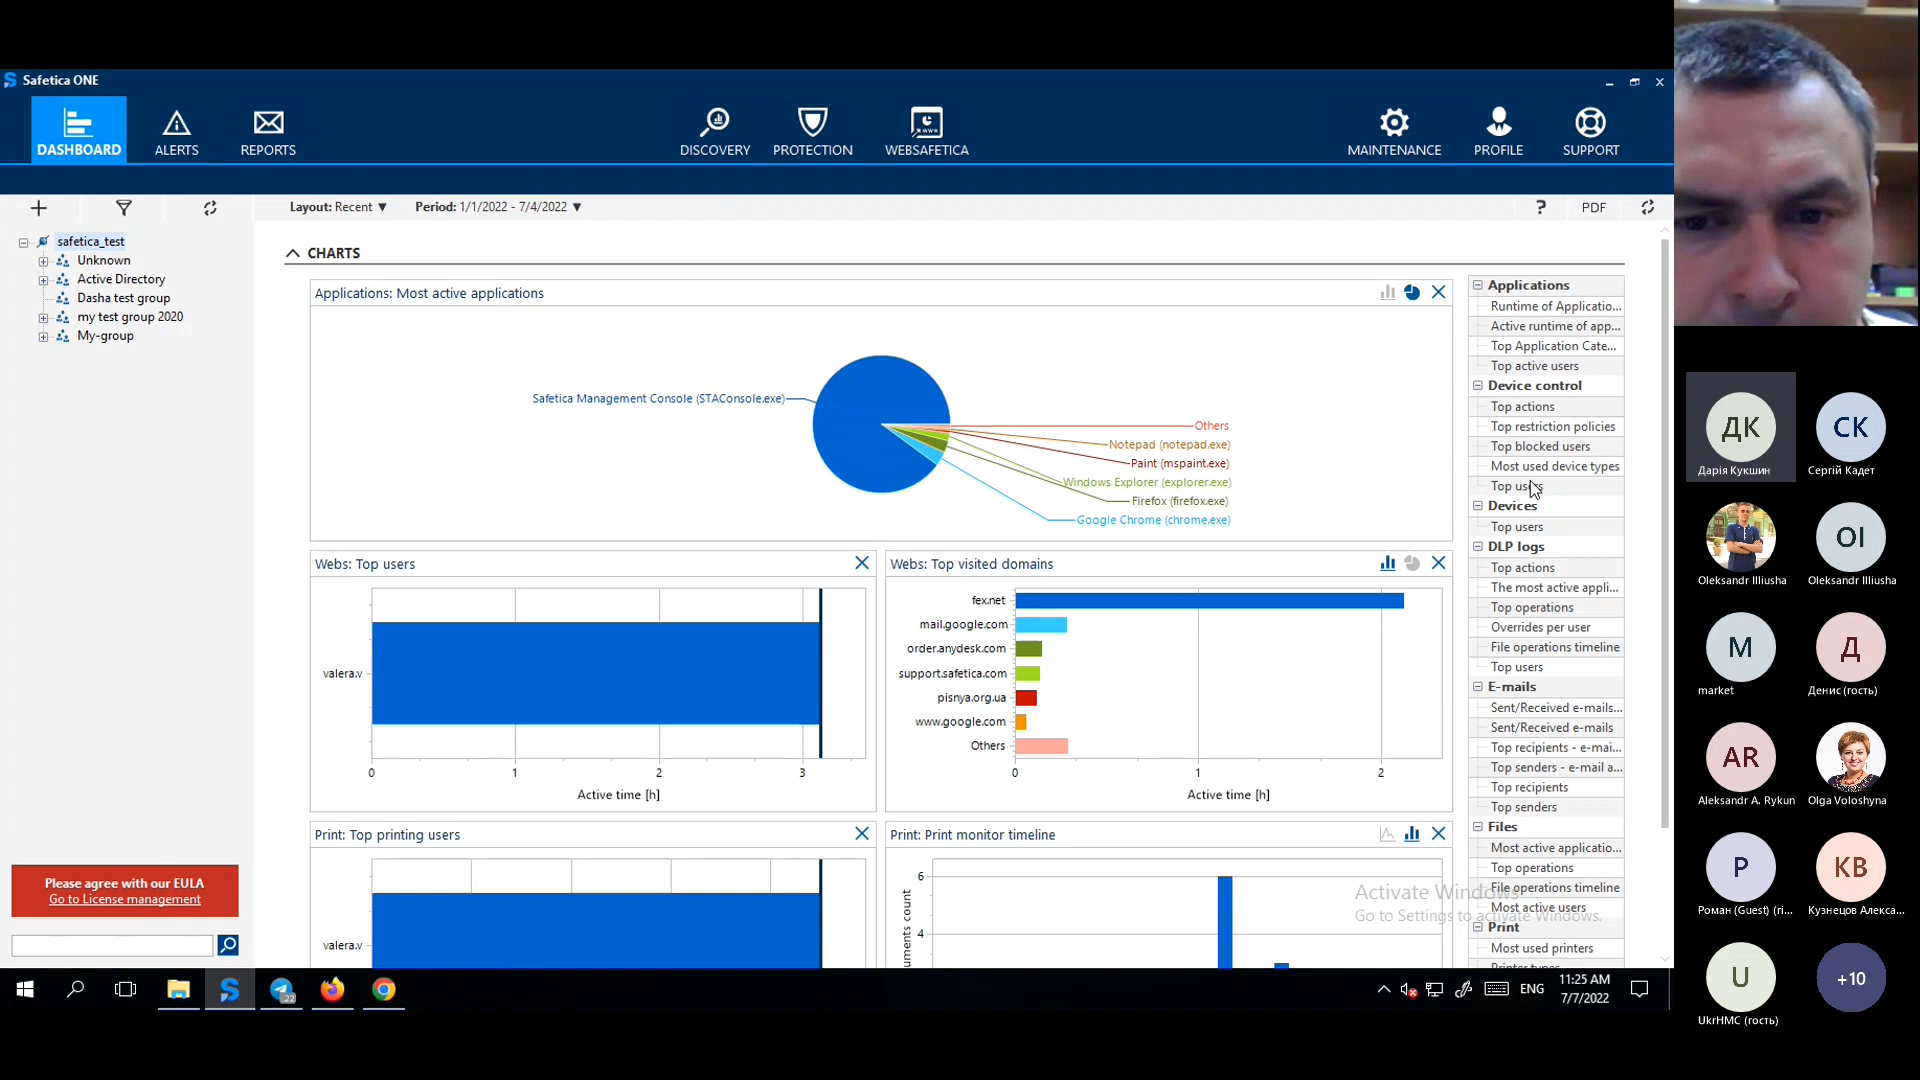 Safetica ONE
DASHBOARD
ALERTS
REPORTS
DISCOVERY
PROTECTION
WEBSAFETICA
MAINTENANCE
PROFILE
SUPPORT
Layout: Recent ▼
Period: 1/1/2022 - 7/4/2022 ▼
?
PDF
safetica_test
Unknown
Active Directory
Dasha test group
my test group 2020
My-group
Please agree with our EULA
Go to License management
CHARTS
Applications: Most active applications
Safetica Management Console (STAConsole.exe)
Others
Notepad (notepad.exe)
Paint (mspaint.exe)
Windows Explorer (explorer.exe)
Firefox (firefox.exe)
Google Chrome (chrome.exe)
Webs: Top users
valera.v
0 1 2 3
Active time [h]
Webs: Top visited domains
fex.net
mail.google.com
order.anydesk.com
support.safetica.com
pisnya.org.ua
www.google.com
Others
0 1 2
Active time [h]
Print: Top printing users
valera.v
Print: Print monitor timeline
6
4
Applications
Runtime of Applicatio...
Active runtime of app...
Top Application Cate...
Top active users
Device control
Top actions
Top restriction policies
Top blocked users
Most used device types
Top users
Devices
Top users
DLP logs
Top actions
The most active appli...
Top operations
Overrides per user
File operations timeline
Top users
E-mails
Sent/Received e-mails...
Sent/Received e-mails
Top recipients - e-mai...
Top senders - e-mail a...
Top recipients
Top senders
Files
Most active applicatio...
Top operations
File operations timeline
Most active users
Print
Most used printers
Activate Windows
Go to Settings to activate Windows.
22
ENG
11:25 AM
7/7/2022
ДК
Дарія Кукшин
СК
Сергій Кадет
Oleksandr Illiusha
OI
Oleksandr Illiusha
M
market
Д
Денис (гость)
AR
Aleksandr A. Rykun
Olga Voloshyna
P
Роман (Guest) (гі...
КВ
Кузнецов Алекса...
U
UkrHMC (гость)
+10